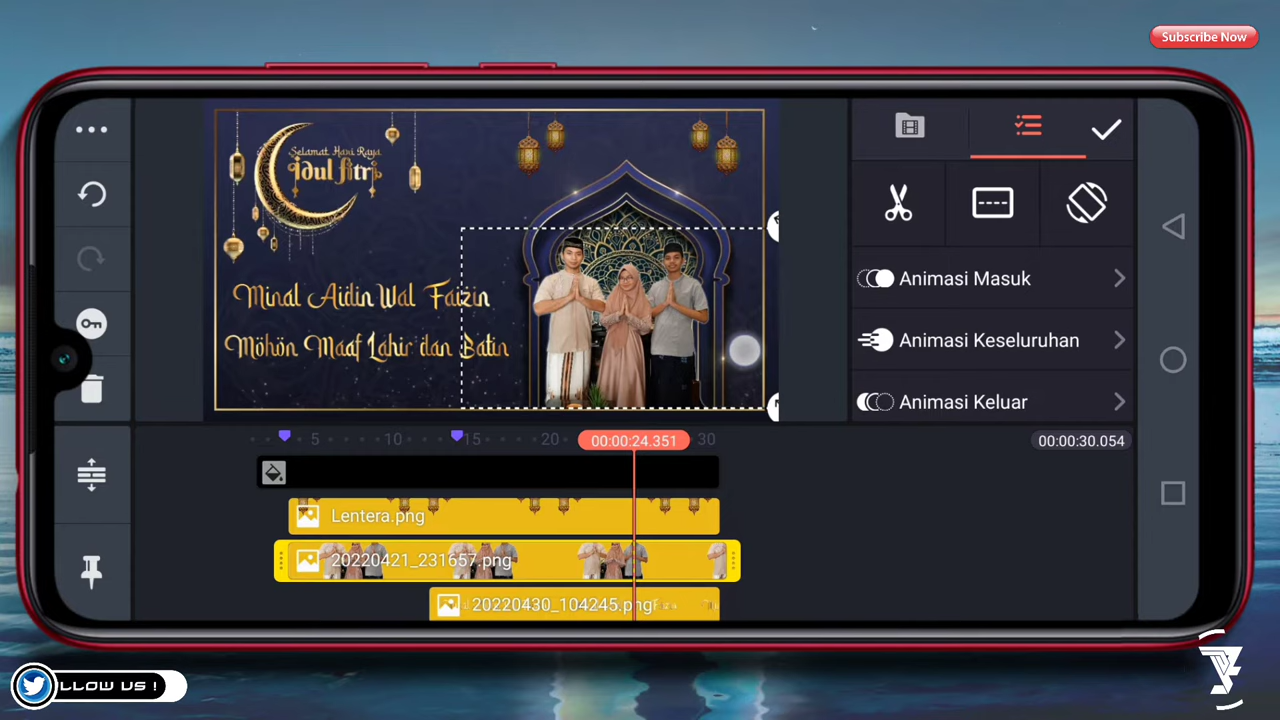 Subscribe Now
Selamat Hari Raya
idul fitri
Minal Aidin Wal Faizin
Mohon Maaf Lahir dan Batin
Animasi Masuk
Animasi Keseluruhan
Animasi Keluar
5
10
15
20
00:00:24.351
30
00:00:30.054
Lentera.png
20220421_231657.png
20220430_104245.png
LLOW US !